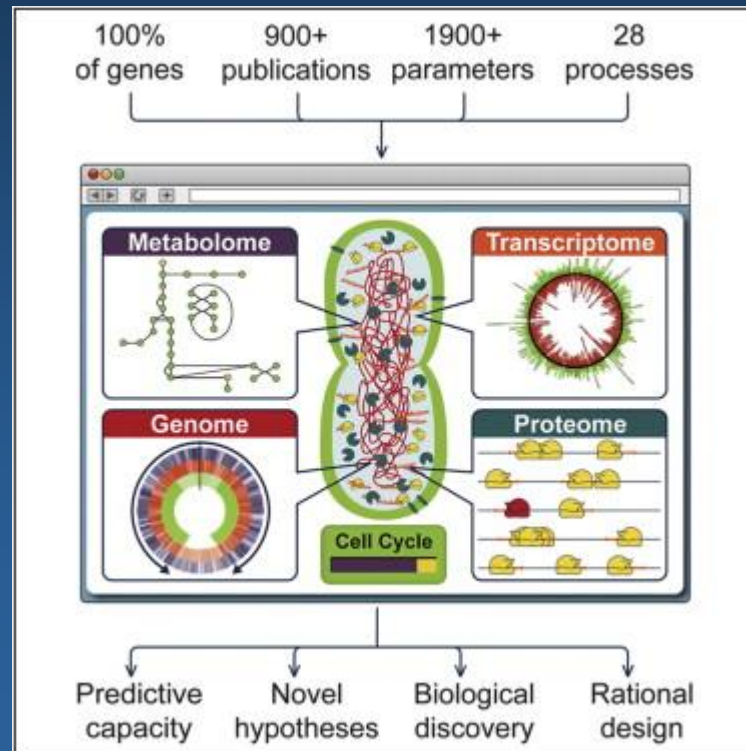 100%
of genes
900+
publications
1900+
parameters
28
processes
Metabolome
Transcriptome
Genome
Proteome
Cell Cycle
Predictive
capacity
Novel
hypotheses
Biological
discovery
Rational
design